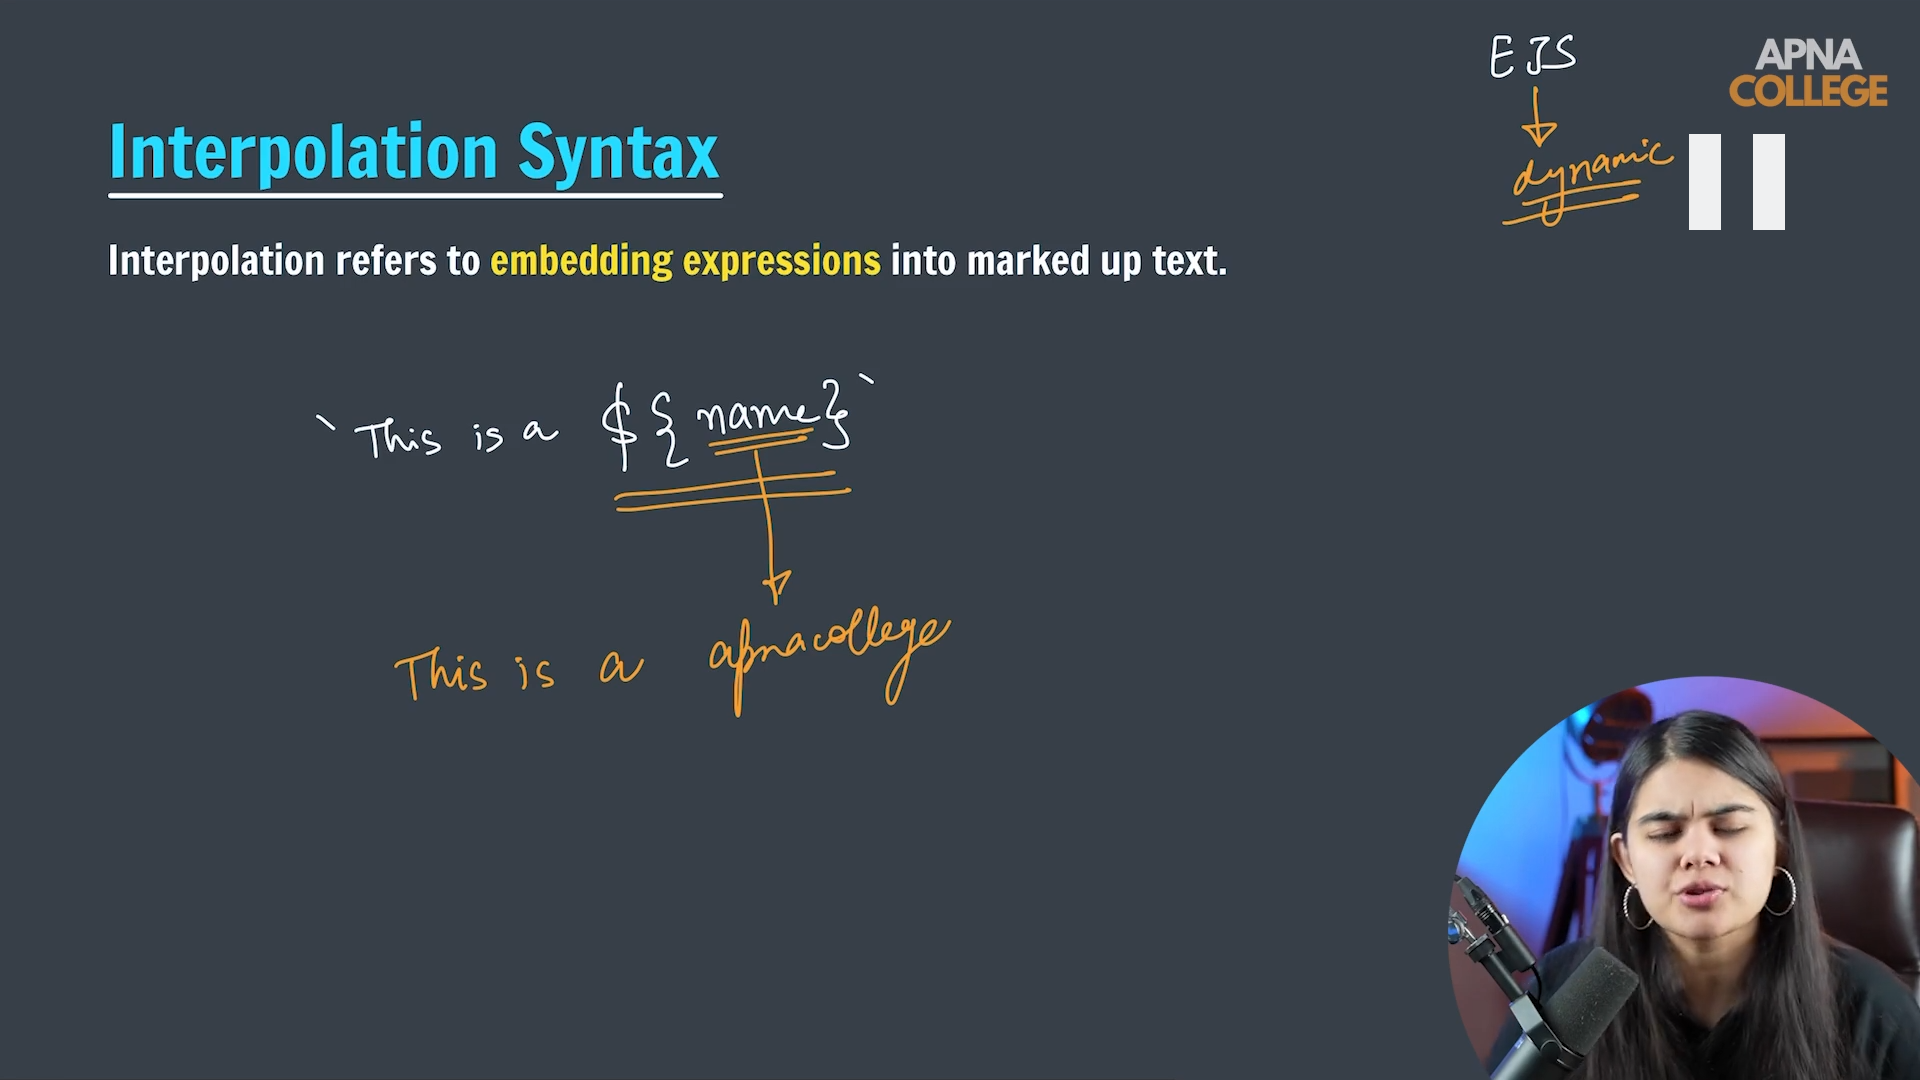 EJS
APNA
COLLEGE
dynamic
Interpolation Syntax
Interpolation refers to embedding expressions into marked up text.
`This is a ${name}`
This is a apnacollege